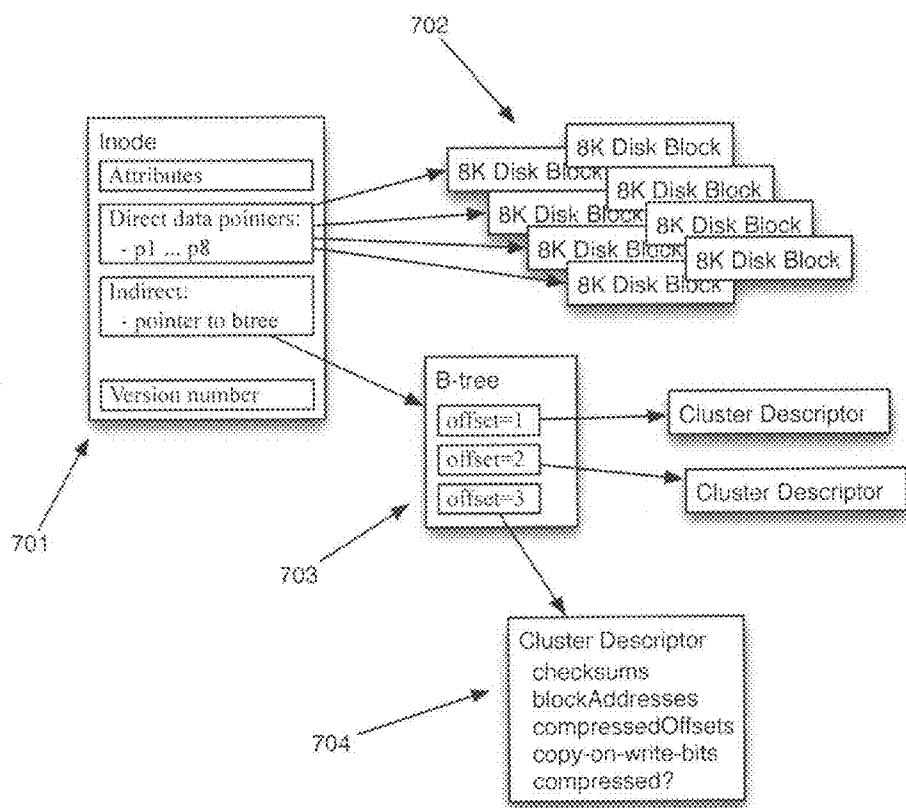 702
Inode
Attributes
Direct data pointers:
- p1 ... p8
Indirect:
- pointer to btree
Version number
8K Disk Block
8K Disk Block
8K Disk Block
8K Disk Block
8K Disk Block
8K Disk Block
8K Disk Block
8K Disk Block
701
B-tree
offset=1
offset=2
offset=3
703
Cluster Descriptor
Cluster Descriptor
Cluster Descriptor
checksums
blockAddresses
compressedOffsets
copy-on-write-bits
compressed?
704